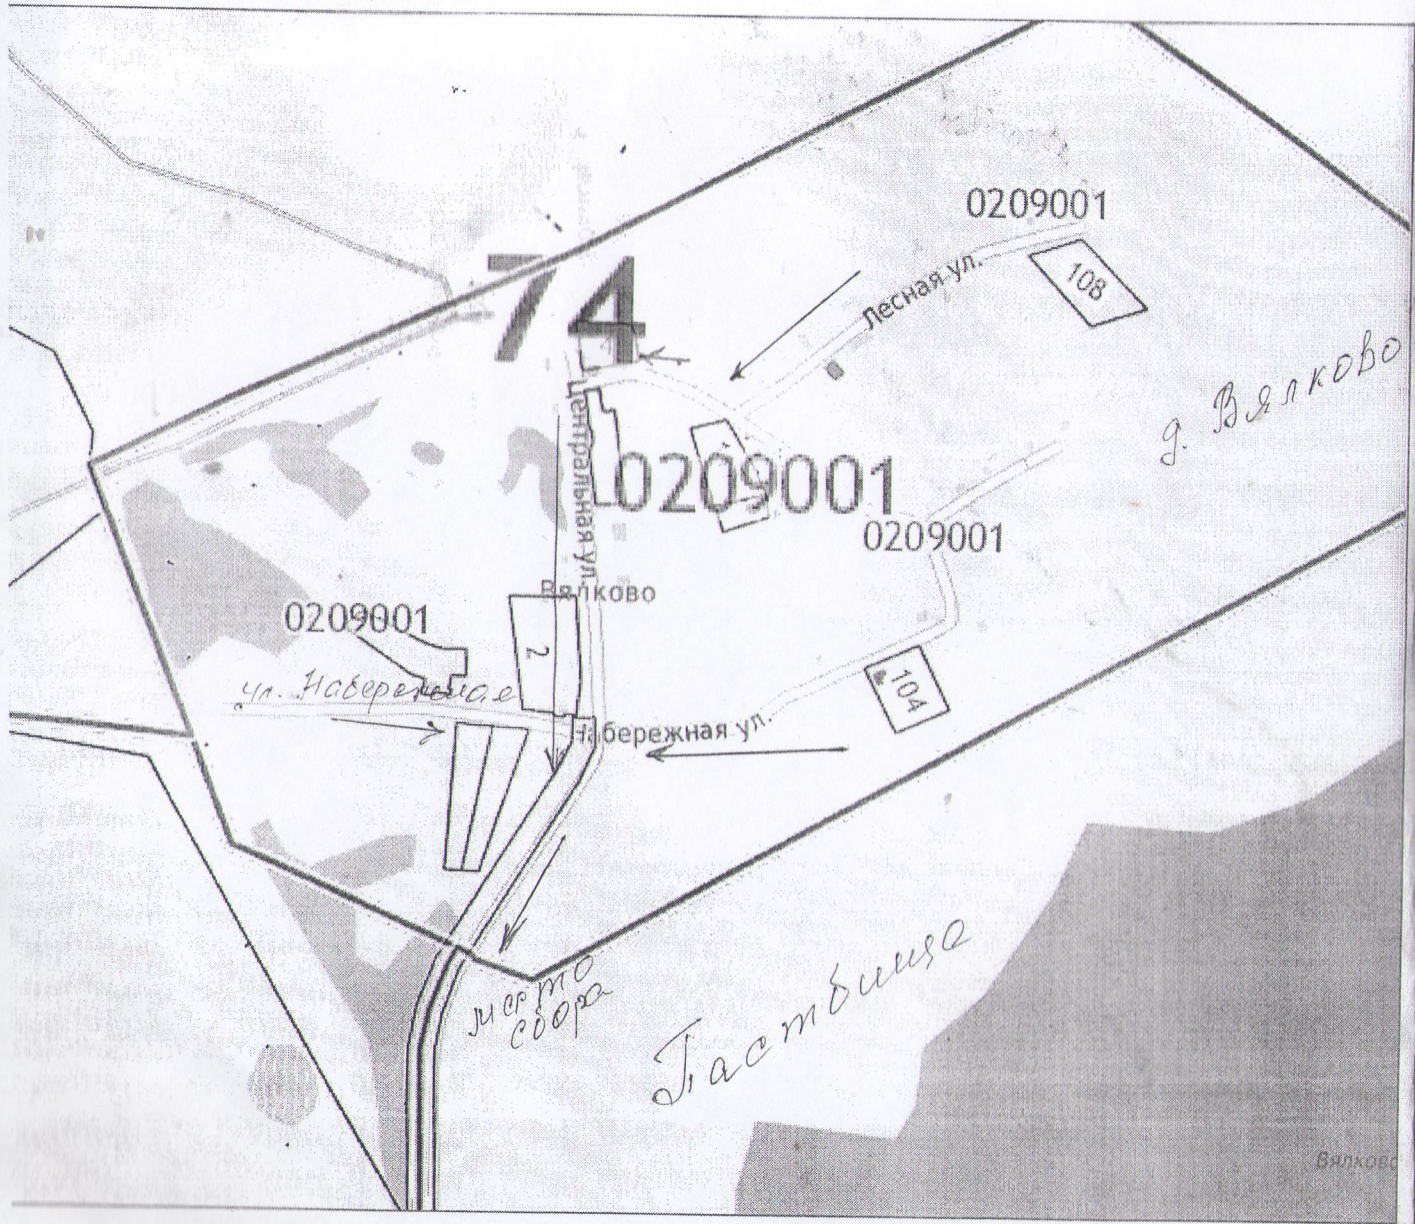 0209001
108
Лесная ул.
74
д. Вялково
Центральная ул.
0209001
0209001
Вялково
0209001
2
ул. Набережная
104
Набережная ул.
место
сбора
Пастбище
Вялково